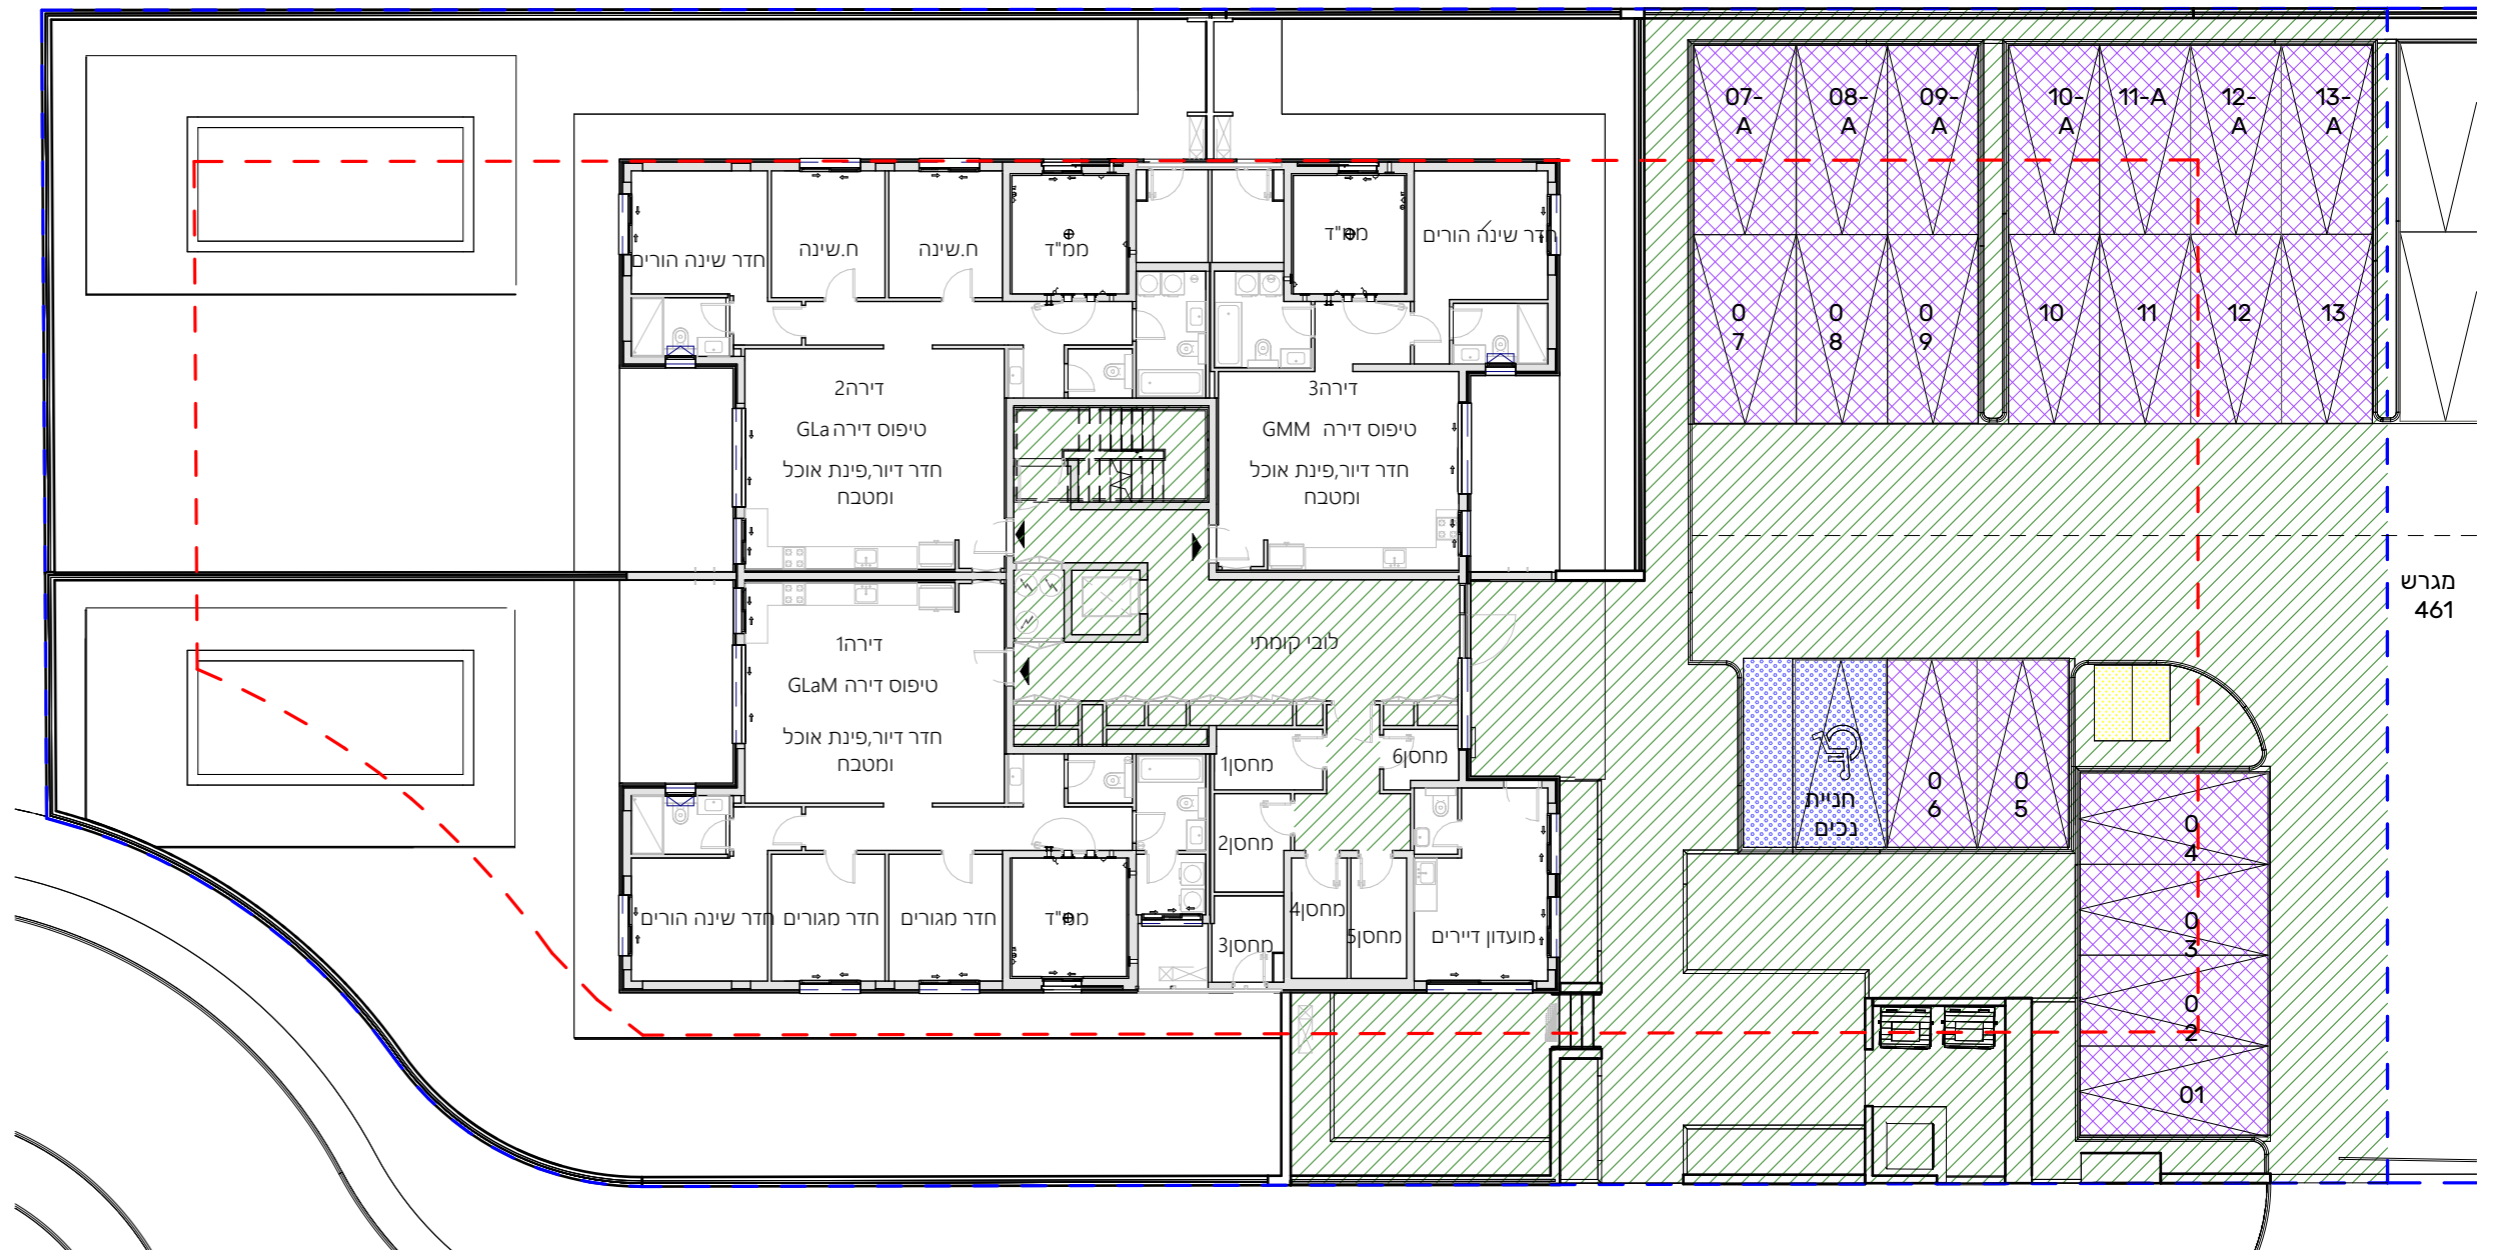 07-
A
08-
A
09-
A
10-
A
11-A
12-
A
13-
A
0
7
0
8
0
9
10
11
12
13
חדר שינה הורים
ח.שינה
ח.שינה
ממ"ד
ממ"ד
חדר שינה הורים
דירה2
טיפוס דירה GLa
חדר דיור,פינת אוכל
ומטבח
דירה3
טיפוס דירה GMM
חדר דיור,פינת אוכל
ומטבח
מגרש
461
דירה1
טיפוס דירה GLaM
חדר דיור,פינת אוכל
ומטבח
לובי קומתי
מחסן1
מחסן6
מחסן2
מחסן4
מחסן5
מחסן3
מועדון דיירים
חדר שינה הורים
חדר מגורים
חדר מגורים
ממ"ד
חניית
נכים
0
6
0
5
0
4
0
3
0
2
01